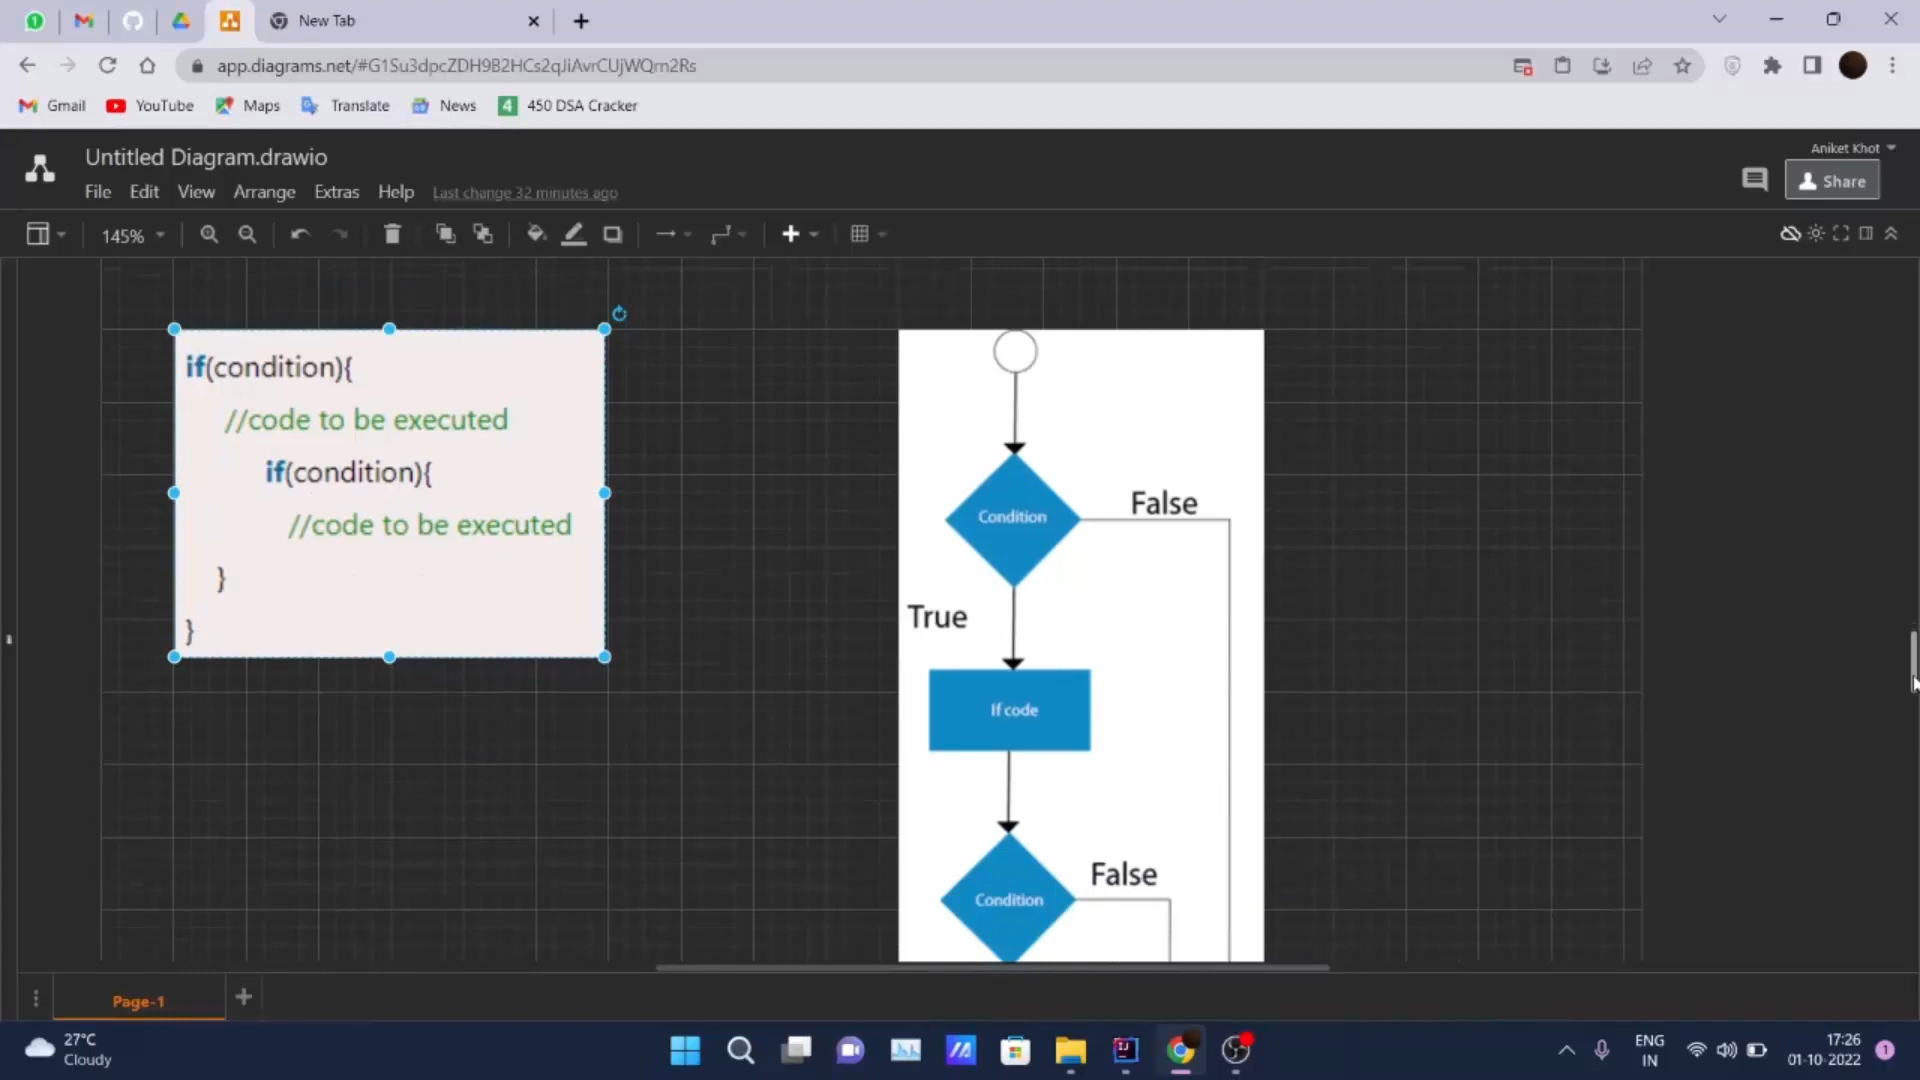 New Tab
app.diagrams.net/#G1Su3dpcZDH9B2HCs2qJiAvrCUjWQrn2Rs
Gmail YouTube Maps Translate News 4 450 DSA Cracker
Untitled Diagram.drawio
Aniket Khot
File Edit View Arrange Extras Help Last change 32 minutes ago
Share
145%
if(condition){
//code to be executed
if(condition){
//code to be executed
}
}
Condition
False
True
If code
Condition
False
Page-1
27°C
Cloudy
ENG
IN
17:26
01-10-2022
1